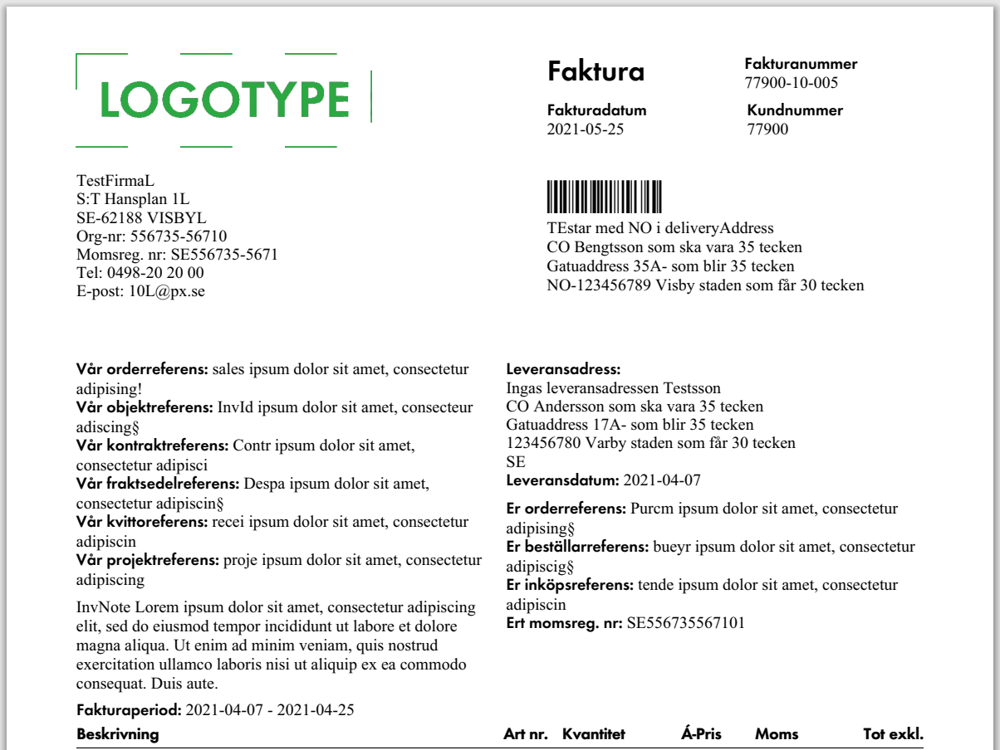 LOGOTYPE
Faktura
Fakturanummer
77900-10-005
Fakturadatum
2021-05-25
Kundnummer
77900
TestFirmaL
S:T Hansplan 1L
SE-62188 VISBYL
Org-nr: 556735-56710
Momsreg. nr: SE556735-5671
Tel: 0498-20 20 00
E-post: 10L@px.se
TEstar med NO i deliveryAddress
CO Bengtsson som ska vara 35 tecken
Gatuaddress 35A- som blir 35 tecken
NO-123456789 Visby staden som får 30 tecken
Vår orderreferens: sales ipsum dolor sit amet, consectetur
adipising!
Vår objektreferens: InvId ipsum dolor sit amet, consecteur
adiscing§
Vår kontraktreferens: Contr ipsum dolor sit amet,
consectetur adipisci
Vår fraktsedelreferens: Despa ipsum dolor sit amet,
consectetur adipiscin§
Vår kvittoreferens: recei ipsum dolor sit amet, consectetur
adipiscin
Vår projektreferens: proje ipsum dolor sit amet, consectetur
adipiscing
InvNote Lorem ipsum dolor sit amet, consectetur adipiscing
elit, sed do eiusmod tempor incididunt ut labore et dolore
magna aliqua. Ut enim ad minim veniam, quis nostrud
exercitation ullamco laboris nisi ut aliquip ex ea commodo
consequat. Duis aute.
Fakturaperiod: 2021-04-07 - 2021-04-25
Leveransadress:
Ingas leveransadressen Testsson
CO Andersson som ska vara 35 tecken
Gatuaddress 17A- som blir 35 tecken
123456780 Varby staden som får 30 tecken
SE
Leveransdatum: 2021-04-07
Er orderreferens: Purcm ipsum dolor sit amet, consectetur
adipising§
Er beställarreferens: bueyr ipsum dolor sit amet, consectetur
adipiscig§
Er inköpsreferens: tende ipsum dolor sit amet, consectetur
adipiscin
Ert momsreg. nr: SE556735567101
Beskrivning Art nr. Kvantitet Á-Pris Moms Tot exkl.